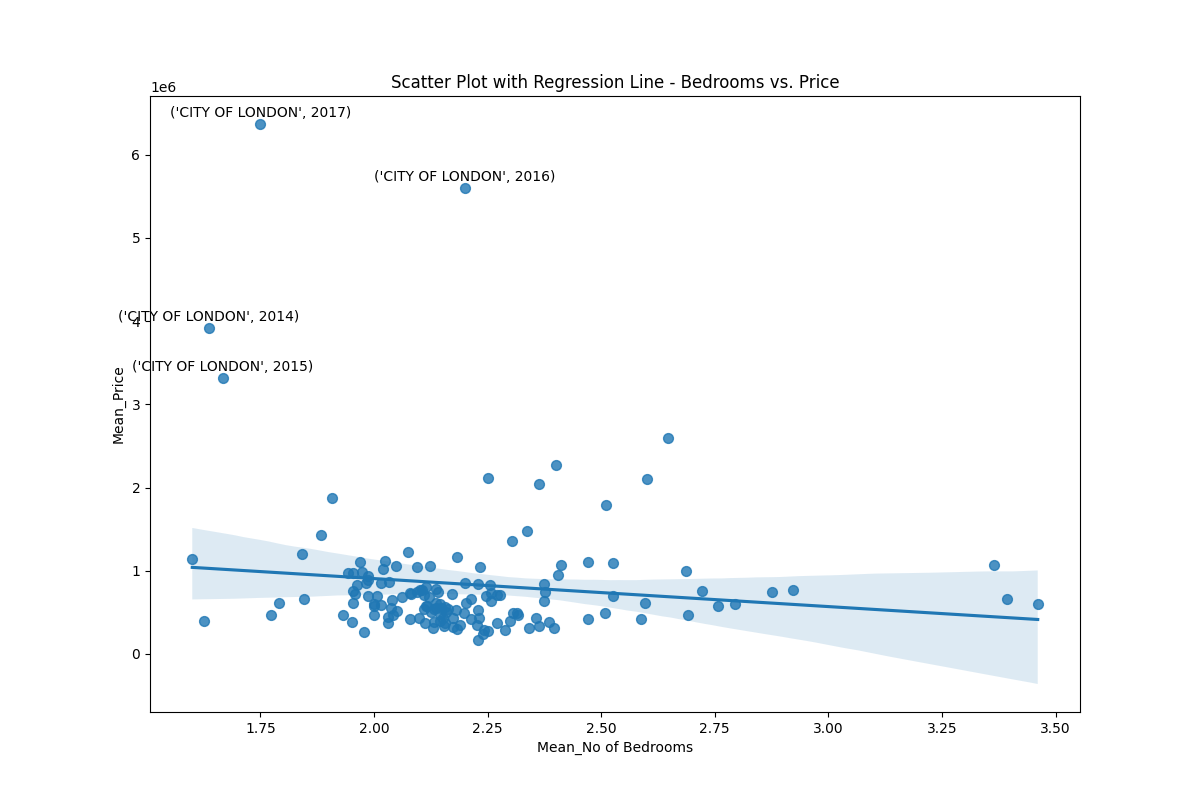 Scatter Plot with Regression Line - Bedrooms vs. Price
1e6
('CITY OF LONDON', 2017)
6
('CITY OF LONDON', 2016)
5
('CITY OF LONDON', 2014)
4
('CITY OF LONDON', 2015)
Mean_Price
3
2
1
0
1.75 2.00 2.25 2.50 2.75 3.00 3.25 3.50
Mean_No of Bedrooms